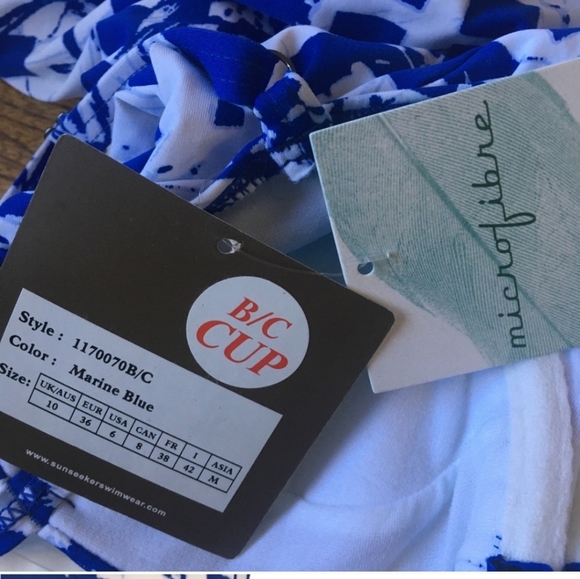 B/C
CUP
Style : 1170070B/C
Color : Marine Blue
Size:
UK/AUS EUR USA CAN FR I ASIA
10 36 6 8 38 42 M
www.sunseekerswimwear.com
microfibre